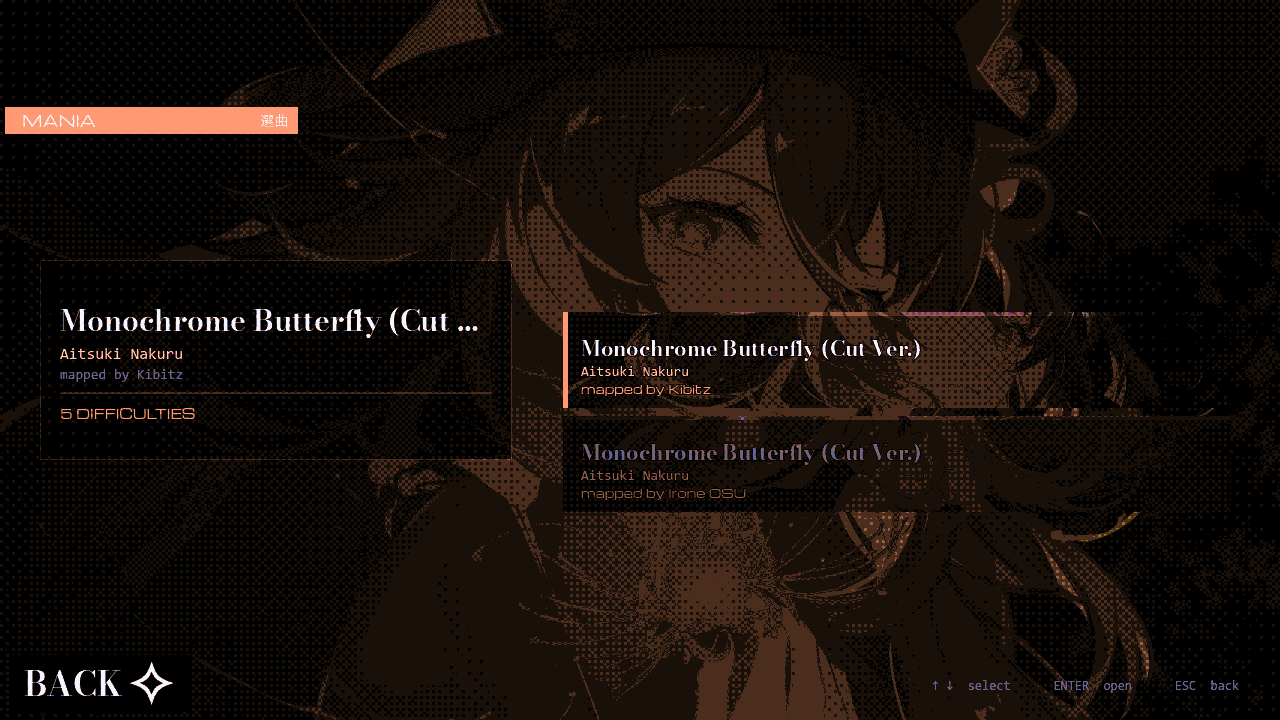 MANIA 選曲
Monochrome Butterfly (Cut ...
Aitsuki Nakuru
mapped by Kibitz
5 DIFFICULTIES
Monochrome Butterfly (Cut Ver.)
Aitsuki Nakuru
mapped by Kibitz
Monochrome Butterfly (Cut Ver.)
Aitsuki Nakuru
mapped by Irone OSU
BACK
↑↓ select ENTER open ESC back